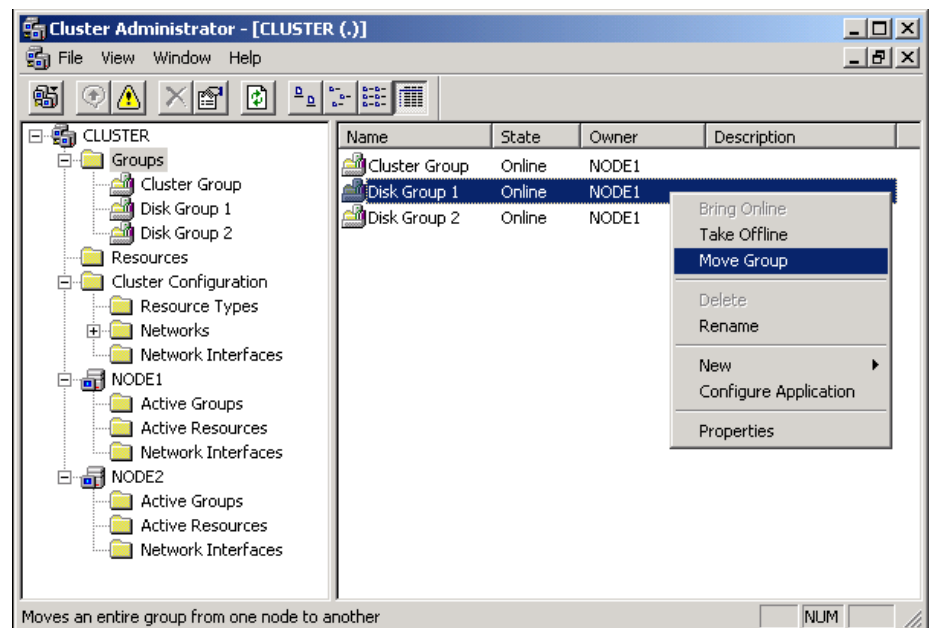 Cluster Administrator - [CLUSTER (.)]
File View Window Help
CLUSTER
Groups
Cluster Group
Disk Group 1
Disk Group 2
Resources
Cluster Configuration
Resource Types
Networks
Network Interfaces
NODE1
Active Groups
Active Resources
Network Interfaces
NODE2
Active Groups
Active Resources
Network Interfaces
Name State Owner Description
Cluster Group Online NODE1
Disk Group 1 Online NODE1
Disk Group 2 Online NODE1
Bring Online
Take Offline
Move Group
Delete
Rename
New
Configure Application
Properties
Moves an entire group from one node to another
NUM